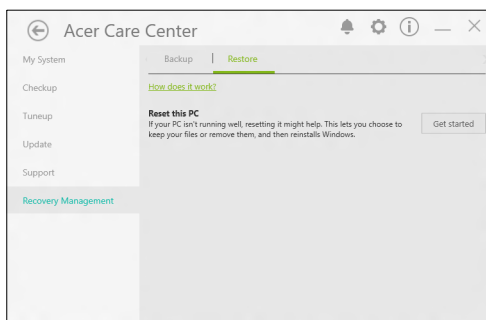 Acer Care Center
My System
Checkup
Tuneup
Update
Support
Recovery Management
Backup
Restore
How does it work?
Reset this PC
If your PC isn't running well, resetting it might help. This lets you choose to
keep your files or remove them, and then reinstalls Windows.
Get started